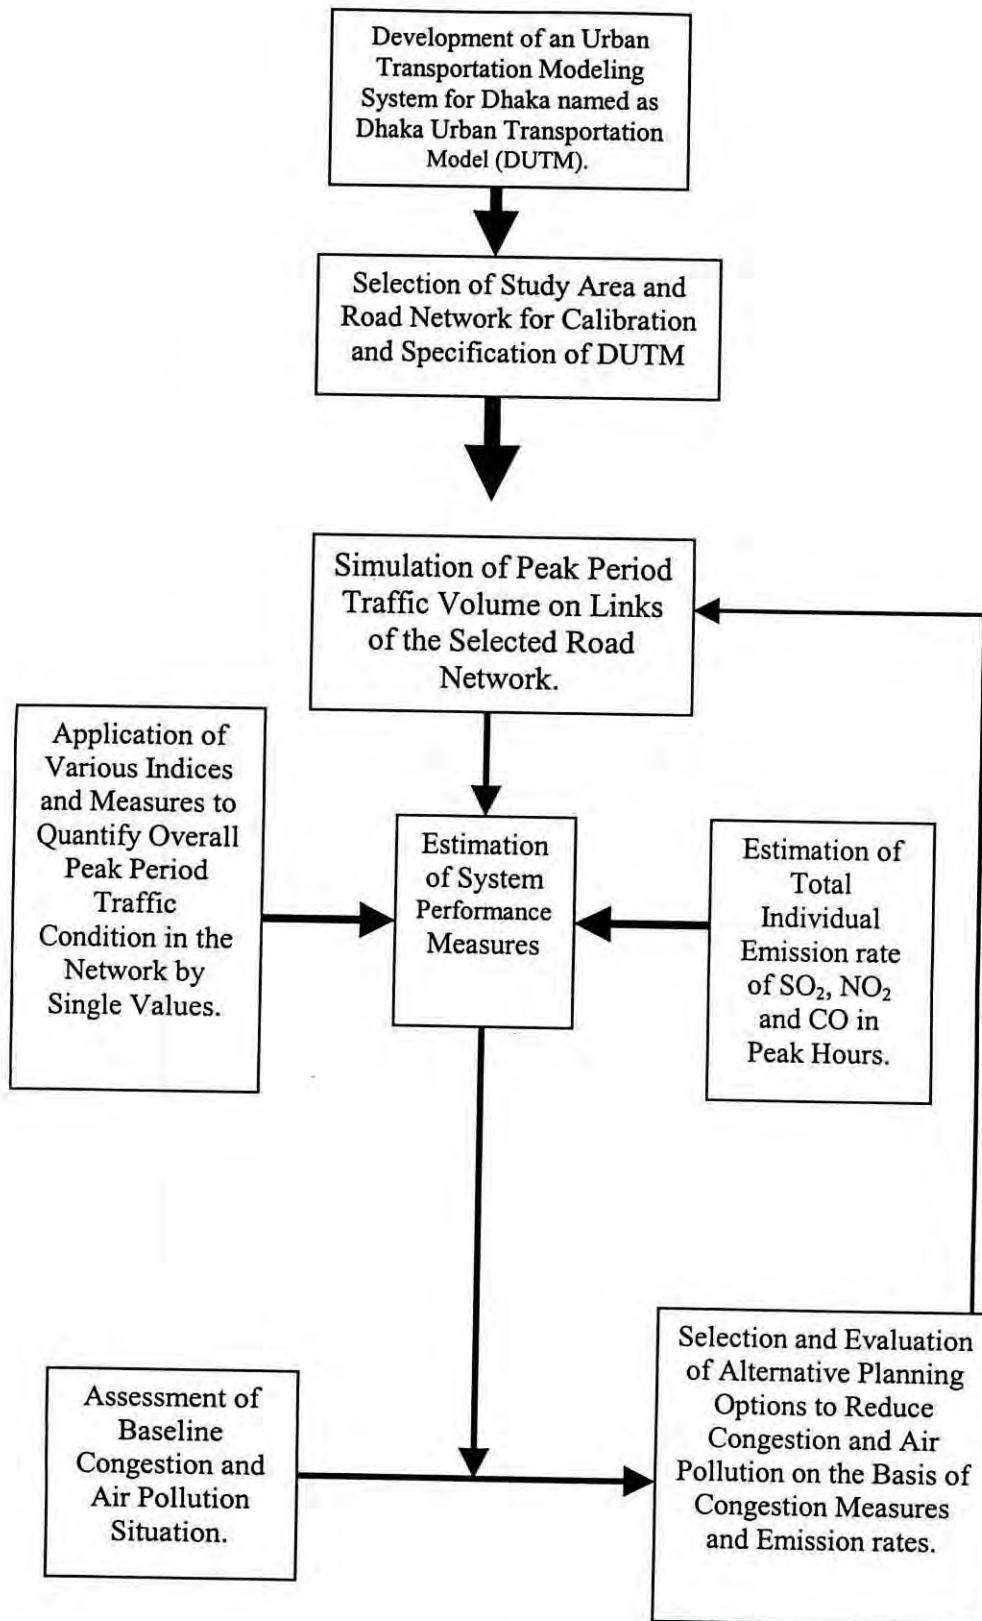 Development of an Urban
Transportation Modeling
System for Dhaka named as
Dhaka Urban Transportation
Model (DUTM).
Selection of Study Area and
Road Network for Calibration
and Specification of DUTM
Simulation of Peak Period
Traffic Volume on Links
of the Selected Road
Network.
Application of
Various Indices
and Measures to
Quantify Overall
Peak Period
Traffic
Condition in the
Network by
Single Values.
Estimation
of System
Performance
Measures
Estimation of
Total
Individual
Emission rate
of SO₂, NO₂
and CO in
Peak Hours.
Assessment of
Baseline
Congestion and
Air Pollution
Situation.
Selection and Evaluation
of Alternative Planning
Options to Reduce
Congestion and Air
Pollution on the Basis of
Congestion Measures
and Emission rates.